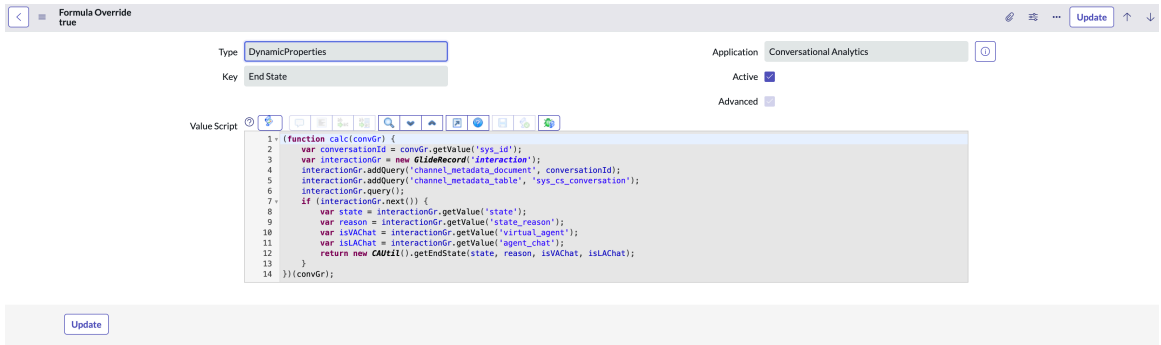 Formula Override
true
Update
Type DynamicProperties
Application Conversational Analytics
Key End State
Active
Advanced
Value Script
1 (function calc(convGr) {
2 var conversationId = convGr.getValue('sys_id');
3 var interactionGr = new GlideRecord('interaction');
4 interactionGr.addQuery('channel_metadata_document', conversationId);
5 interactionGr.addQuery('channel_metadata_table', 'sys_cs_conversation');
6 interactionGr.query();
7 if (interactionGr.next()) {
8 var state = interactionGr.getValue('state');
9 var reason = interactionGr.getValue('state_reason');
10 var isVAChat = interactionGr.getValue('virtual_agent');
11 var isLAChat = interactionGr.getValue('agent_chat');
12 return new CAUtil().getEndState(state, reason, isVAChat, isLAChat);
13 }
14 })(convGr);
Update